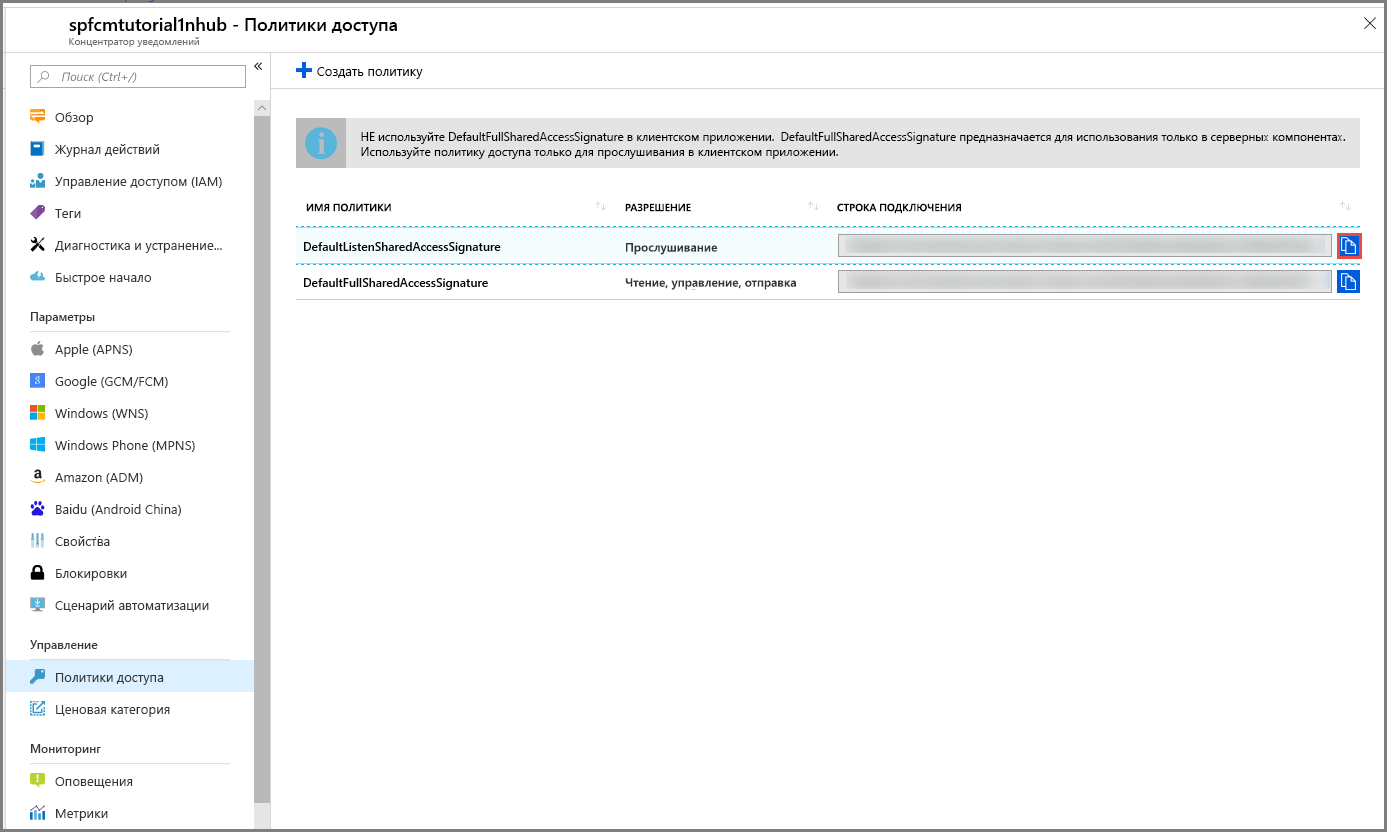 spfcmtutorial1nhub - Политики доступа
Концентратор уведомлений
Поиск (Ctrl+/)
«
Обзор
Журнал действий
Управление доступом (IAM)
Теги
Диагностика и устранение...
Быстрое начало
Параметры
Apple (APNS)
Google (GCM/FCM)
Windows (WNS)
Windows Phone (MPNS)
Amazon (ADM)
Baidu (Android China)
Свойства
Блокировки
Сценарий автоматизации
Управление
Политики доступа
Ценовая категория
Мониторинг
Оповещения
Метрики
Создать политику
НЕ используйте DefaultFullSharedAccessSignature в клиентском приложении. DefaultFullSharedAccessSignature предназначается для использования только в серверных компонентах.
Используйте политику доступа только для прослушивания в клиентском приложении.
ИМЯ ПОЛИТИКИ РАЗРЕШЕНИЕ СТРОКА ПОДКЛЮЧЕНИЯ
DefaultListenSharedAccessSignature Прослушивание
DefaultFullSharedAccessSignature Чтение, управление, отправка